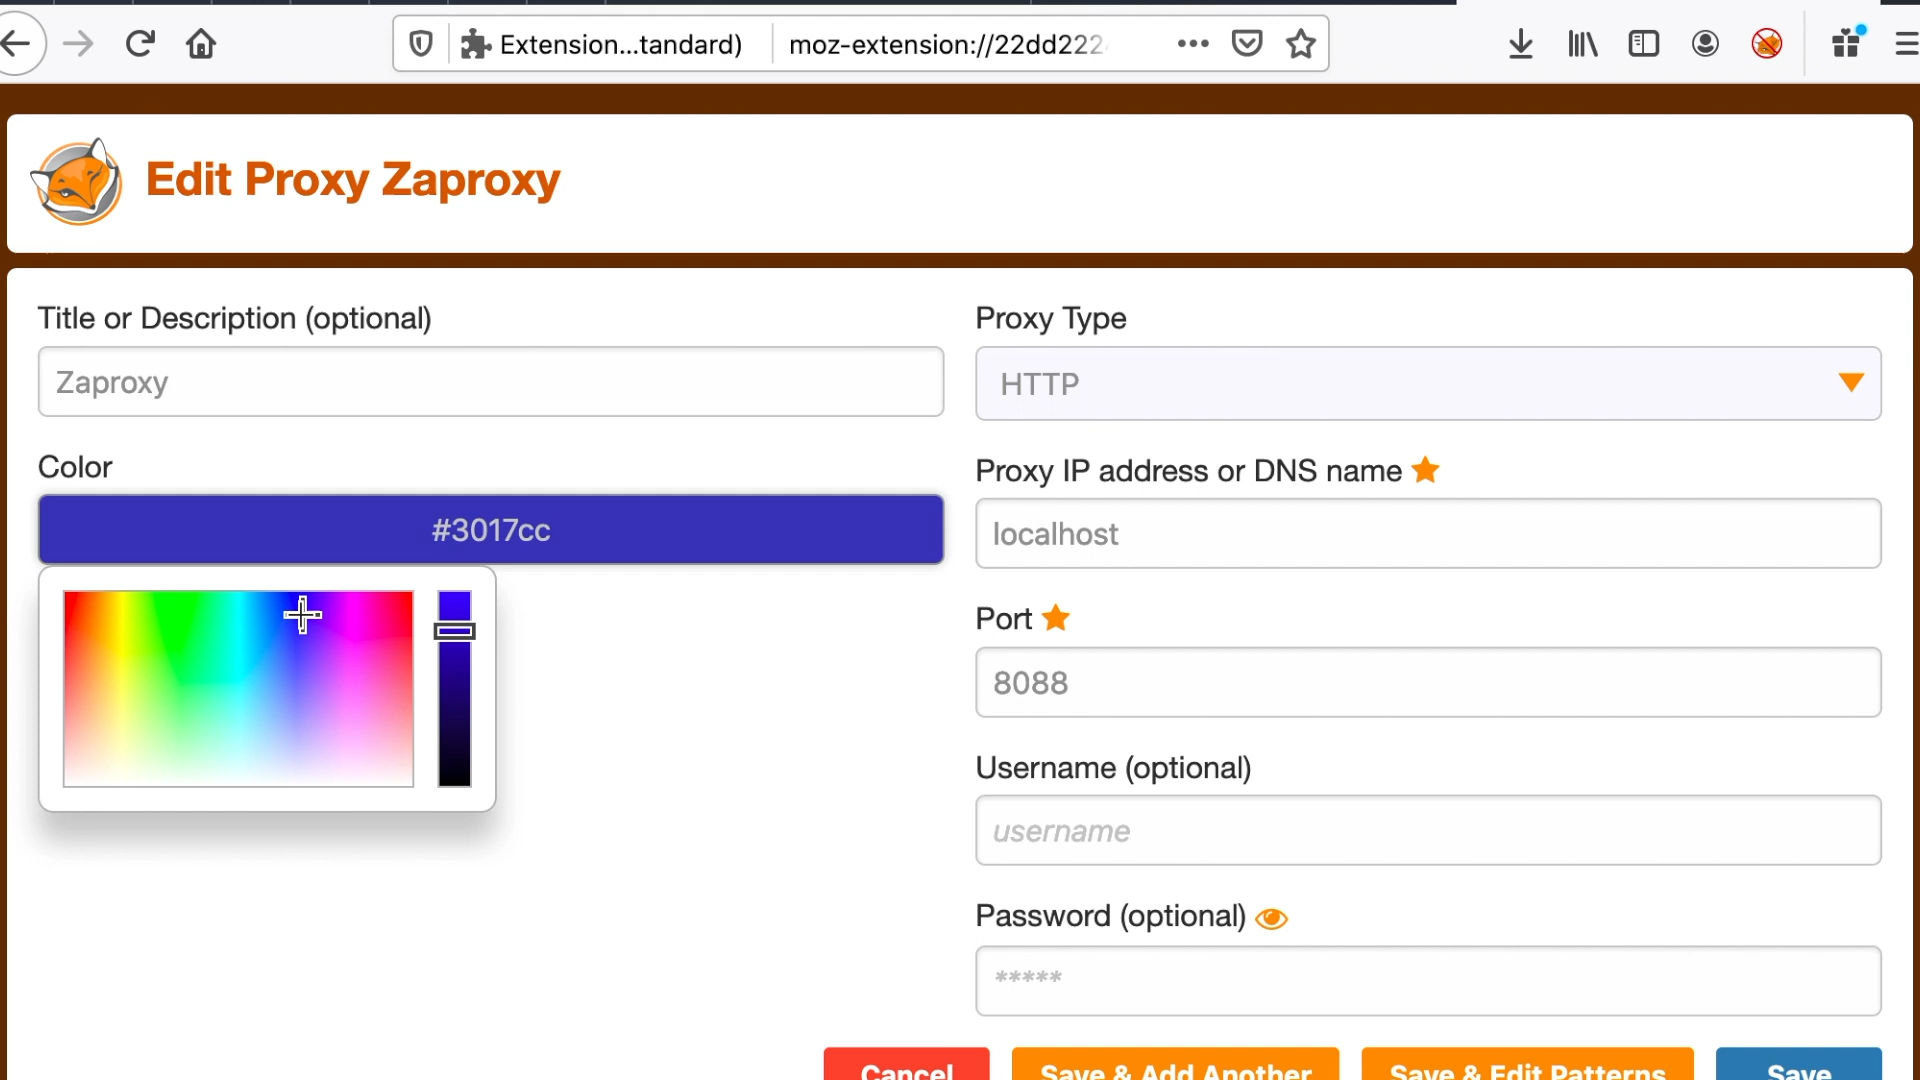 Extension...tandard)
moz-extension://22dd222
Edit Proxy Zaproxy
Title or Description (optional)
Zaproxy
Color
#3017cc
Proxy Type
HTTP
Proxy IP address or DNS name
localhost
Port
8088
Username (optional)
username
Password (optional)
*****
Cancel
Save & Add Another
Save & Edit Patterns
Save